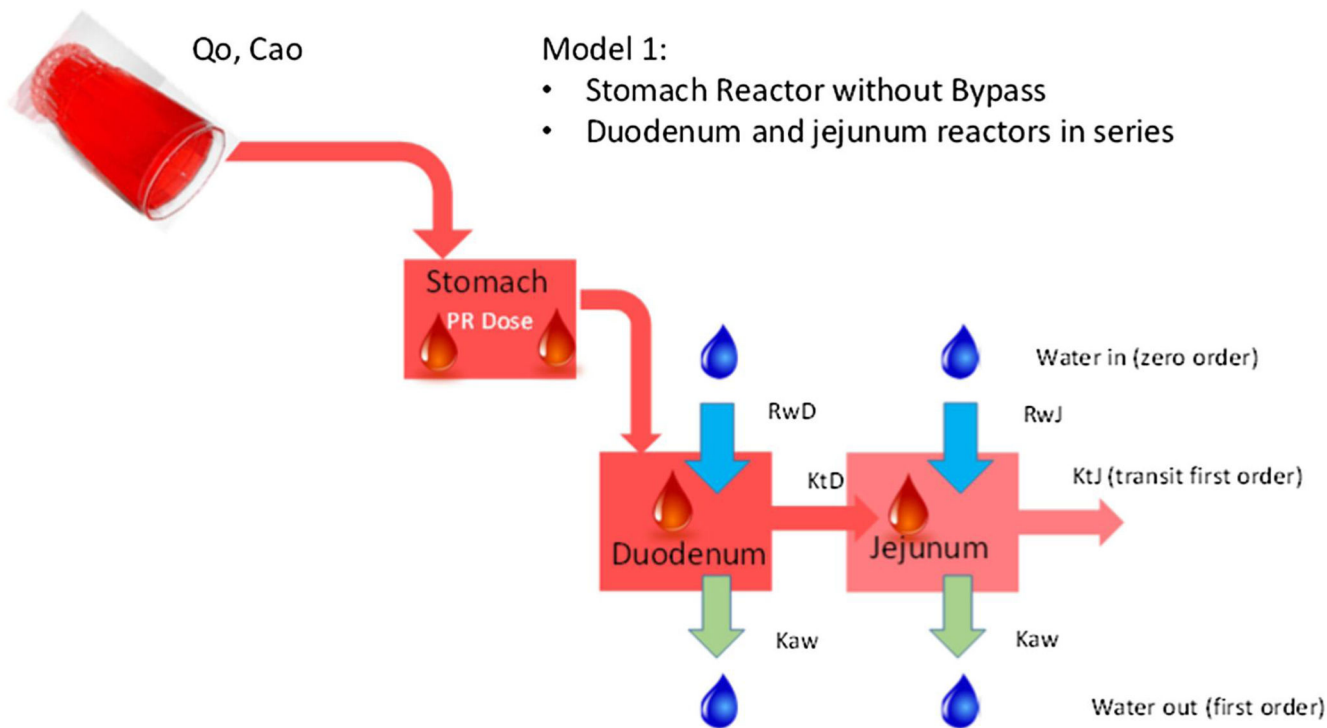 Qo, Cao
Model 1:
• Stomach Reactor without Bypass
• Duodenum and jejunum reactors in series
Stomach
PR Dose
Water in (zero order)
RwD
RwJ
KtD
KtJ (transit first order)
Duodenum
Jejunum
Kaw
Kaw
Water out (first order)